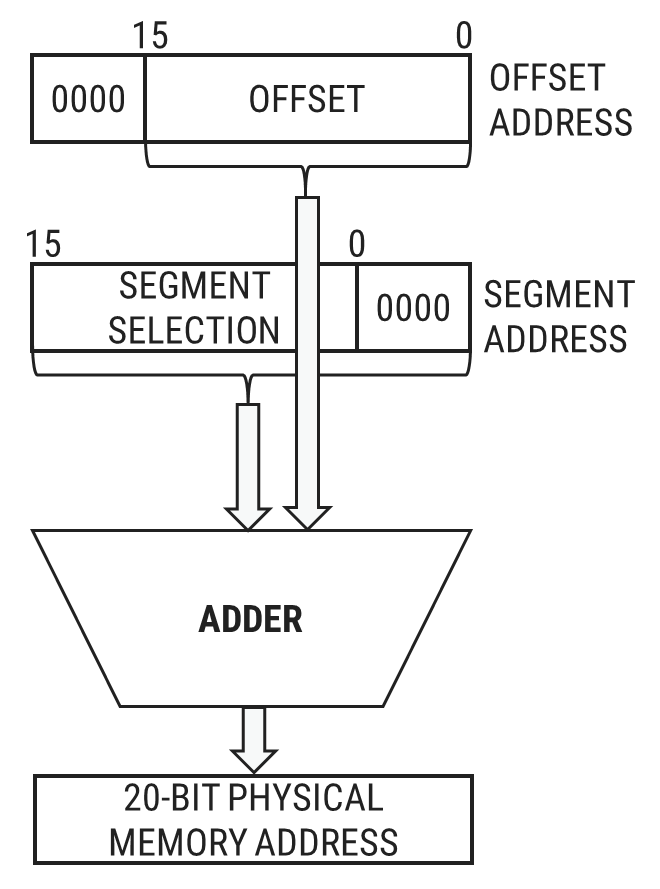 15 0
0000 OFFSET
OFFSET
ADDRESS
15 0
SEGMENT
SELECTION
0000
SEGMENT
ADDRESS
ADDER
20-BIT PHYSICAL
MEMORY ADDRESS